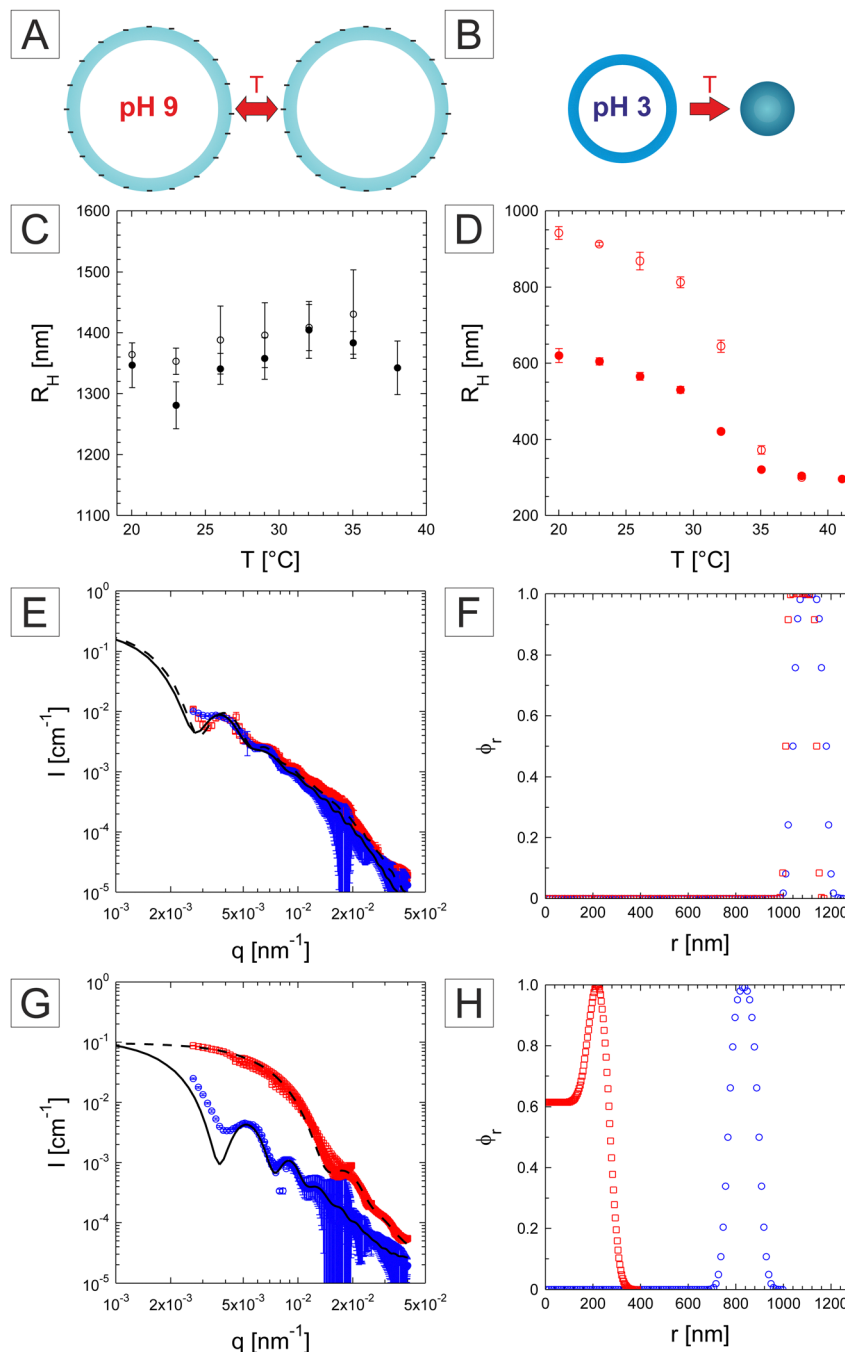 A
B
T
T
pH 9
pH 3
C
D
1600
1500
1400
1300
1200
1100
R_H [nm]
20
25
30
35
40
T [°C]
1000
800
600
400
200
R_H [nm]
20
25
30
35
40
T [°C]
E
F
10^0
10^-1
10^-2
10^-3
10^-4
10^-5
I [cm^-1]
10^-3
2x10^-3
5x10^-3
10^-2
2x10^-2
5x10^-2
q [nm^-1]
1.0
0.8
0.6
0.4
0.2
0
ϕ_r
0
200
400
600
800
1000
1200
r [nm]
G
H
10^0
10^-1
10^-2
10^-3
10^-4
10^-5
I [cm^-1]
10^-3
2x10^-3
5x10^-3
10^-2
2x10^-2
5x10^-2
q [nm^-1]
1.0
0.8
0.6
0.4
0.2
0
ϕ_r
0
200
400
600
800
1000
1200
r [nm]